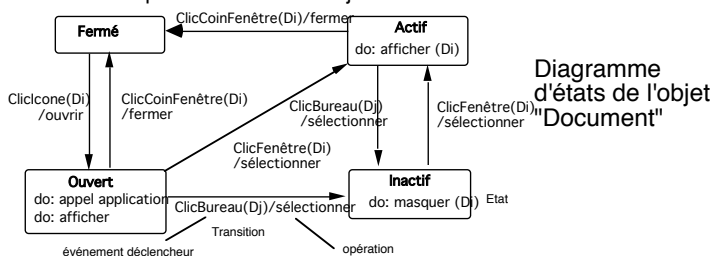 ClicCoinFenêtre(Di)/fermer
Fermé
Actif
do: afficher (Di)
Diagramme
d'états de l'objet
"Document"
ClicIcone(Di)
/ouvrir
ClicCoinFenêtre(Di)
/fermer
ClicBureau(Dj)
/sélectionner
ClicFenêtre(Di)
/sélectionner
ClicFenêtre(Di)
/sélectionner
Ouvert
do: appel application
do: afficher
Inactif
do: masquer (Di)
Etat
ClicBureau(Dj)/sélectionner
Transition
événement déclencheur
opération